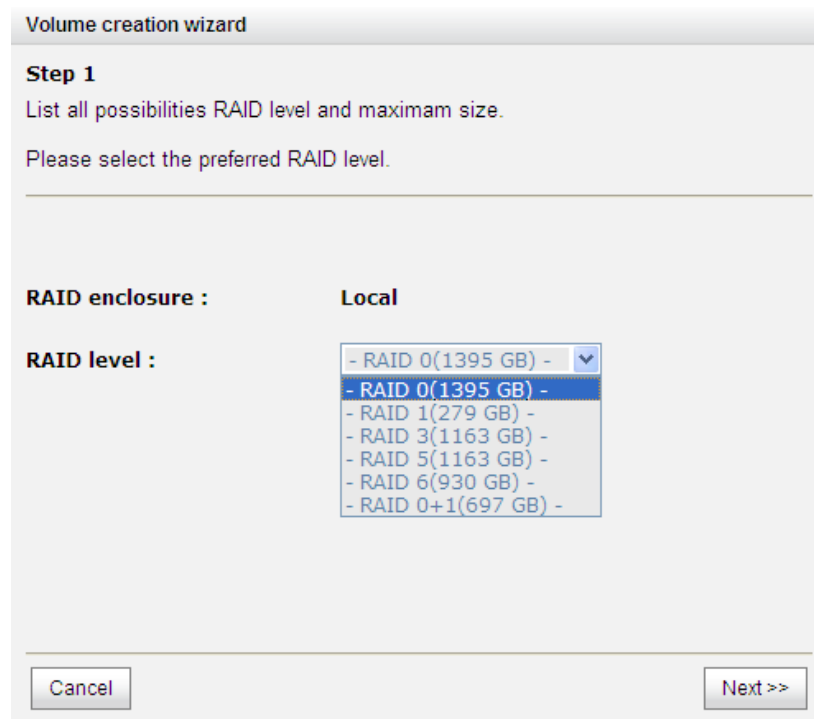 Volume creation wizard
Step 1
List all possibilities RAID level and maximam size.
Please select the preferred RAID level.
RAID enclosure : Local
RAID level : - RAID 0(1395 GB) -
- RAID 0(1395 GB) -
- RAID 1(279 GB) -
- RAID 3(1163 GB) -
- RAID 5(1163 GB) -
- RAID 6(930 GB) -
- RAID 0+1(697 GB) -
Cancel Next >>